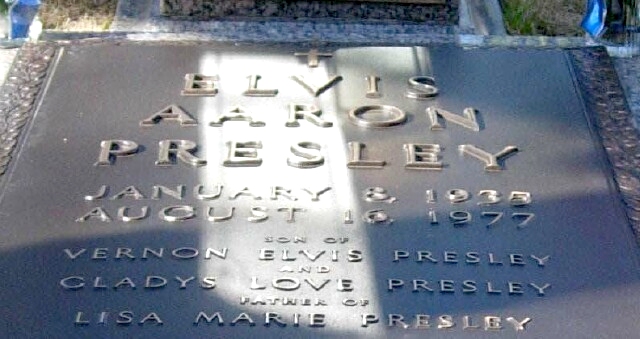 ELVIS
AARON
PRESLEY
JANUARY 8, 1935
AUGUST 16, 1977
SON OF
VERNON ELVIS PRESLEY
AND
GLADYS LOVE PRESLEY
FATHER OF
LISA MARIE PRESLEY